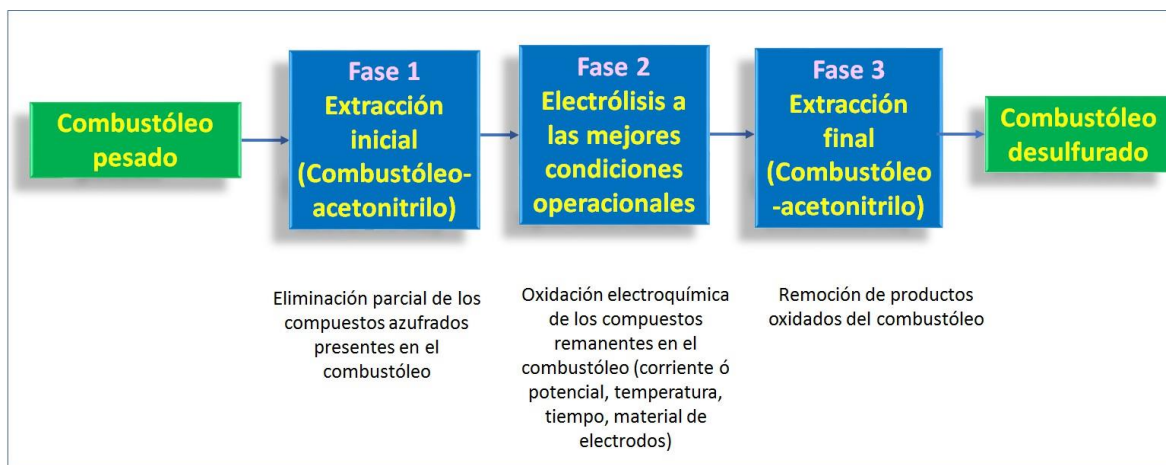 Combustóleo
pesado
Fase 1
Extracción
inicial
(Combustóleo-
acetonitrilo)
Eliminación parcial de los
compuestos azufrados
presentes en el
combustóleo
Fase 2
Electrólisis a
las mejores
condiciones
operacionales
Oxidación electroquímica
de los compuestos
remanentes en el
combustóleo (corriente ó
potencial, temperatura,
tiempo, material de
electrodos)
Fase 3
Extracción
final
(Combustóleo
-acetonitrilo)
Remoción de productos
oxidados del combustóleo
Combustóleo
desulfurado